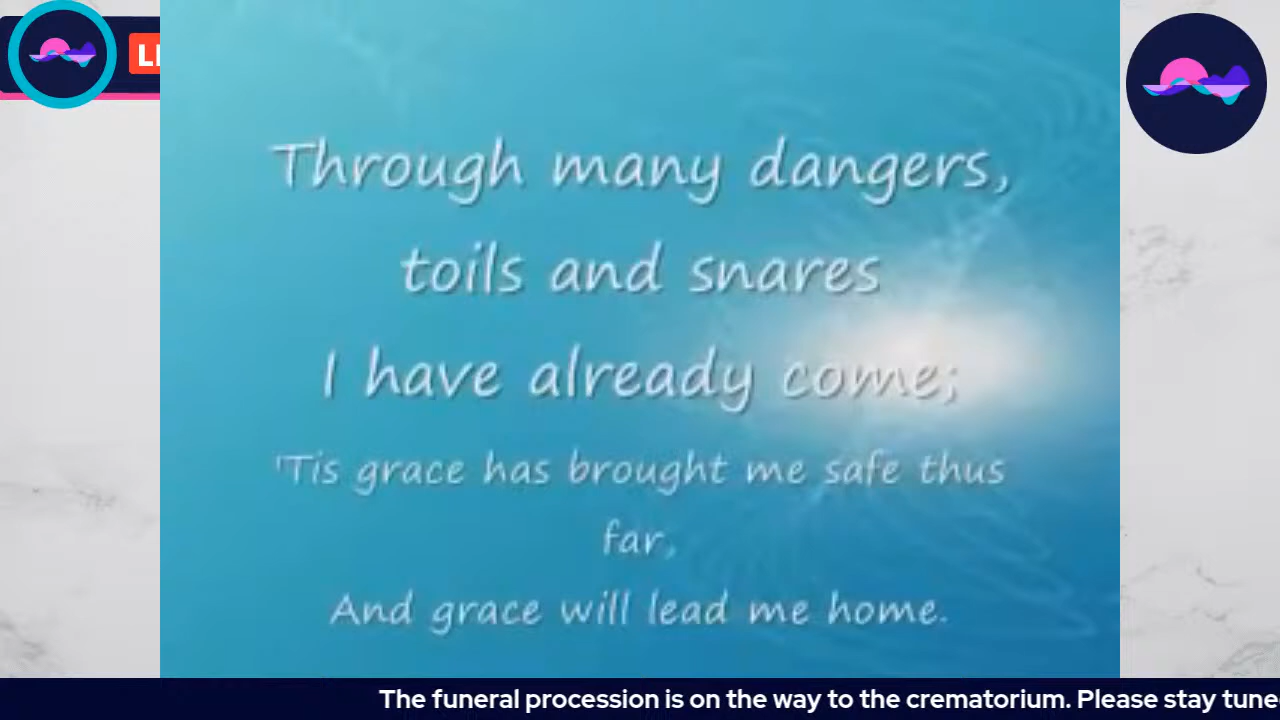 Through many dangers,
toils and snares
I have already come;
'Tis grace has brought me safe thus
far,
And grace will lead me home.
The funeral procession is on the way to the crematorium. Please stay tune